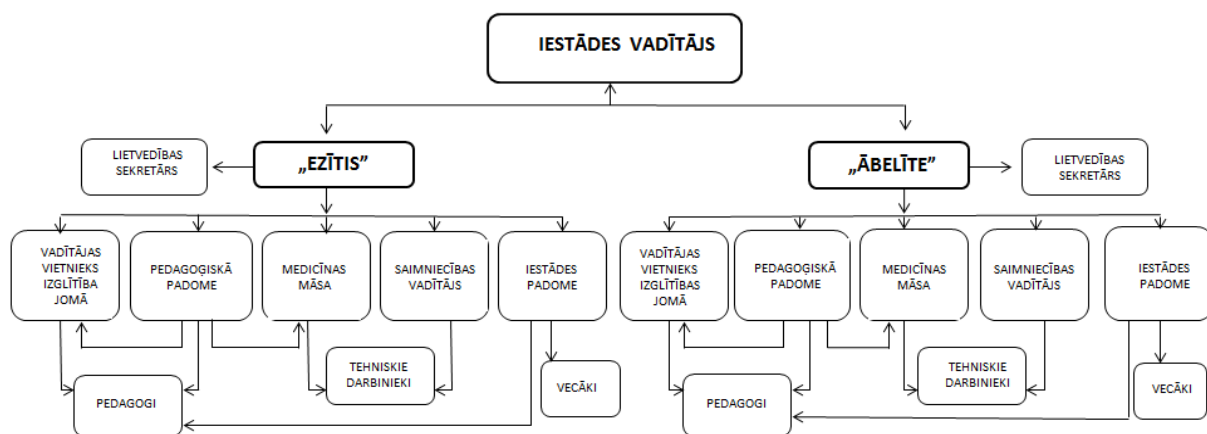 IESTĀDES VADĪTĀJS
LIETVEDĪBAS
SEKRETĀRS
„EZĪTIS”
„ĀBELĪTE”
LIETVEDĪBAS
SEKRETĀRS
VADĪTĀJAS
VIETNIEKS
IZGLĪTĪBA
JOMĀ
PEDAGOĢISKĀ
PADOME
MEDICĪNAS
MĀSA
SAIMNIECĪBAS
VADĪTĀJS
IESTĀDES
PADOME
VADĪTĀJAS
VIETNIEKS
IZGLĪTĪBAS
JOMĀ
PEDAGOĢISKĀ
PADOME
MEDICĪNAS
MĀSA
SAIMNIECĪBAS
VADĪTĀJS
IESTĀDES
PADOME
PEDAGOGI
TEHNISKIE
DARBINIEKI
VECĀKI
PEDAGOGI
TEHNISKIE
DARBINIEKI
VECĀKI